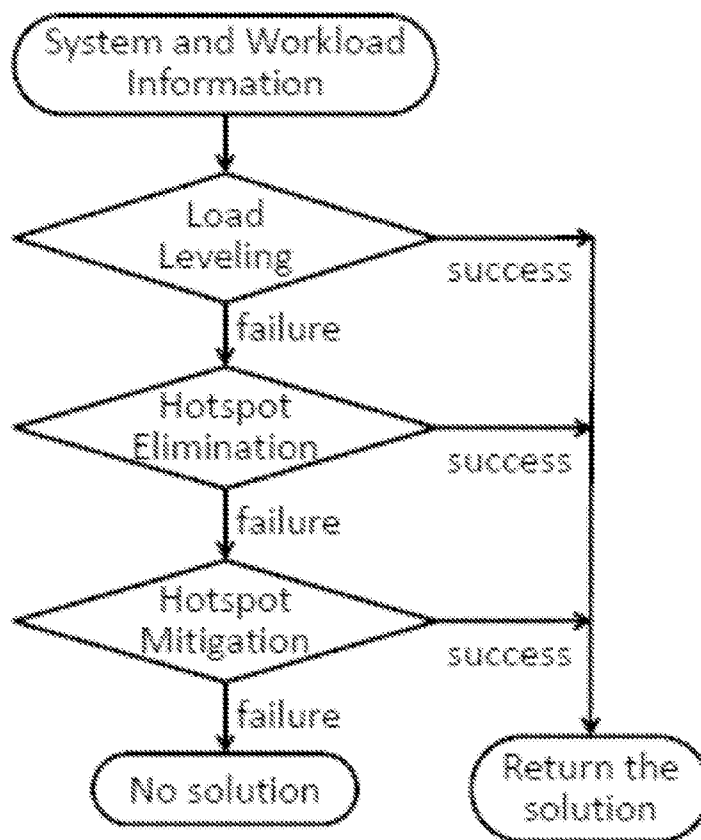 System and Workload
Information
Load
Leveling
success
failure
Hotspot
Elimination
success
failure
Hotspot
Mitigation
success
failure
No solution
Return the
solution